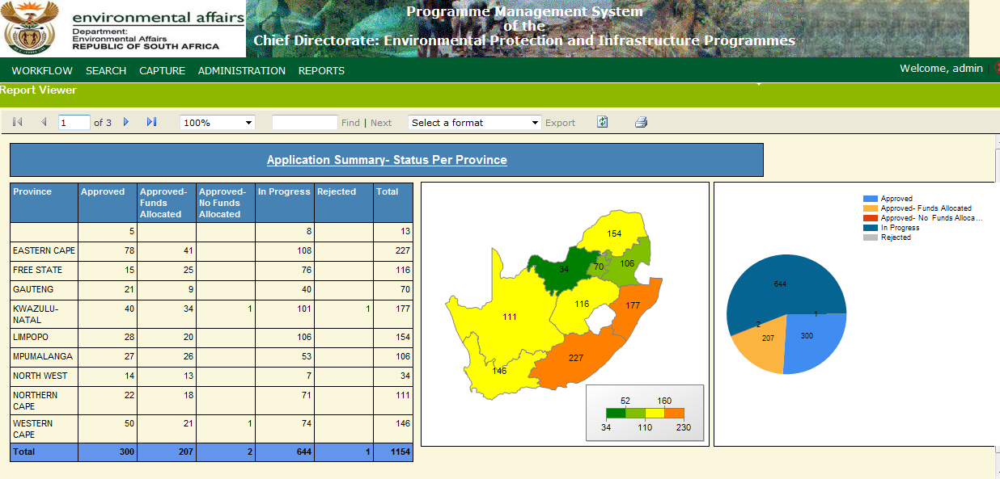 environmental affairs
Department:
Environmental Affairs
REPUBLIC OF SOUTH AFRICA
Programme Management System
of the
Chief Directorate: Environmental Protection and Infrastructure Programmes
WORKFLOW SEARCH CAPTURE ADMINISTRATION REPORTS Welcome, admin |
Report Viewer
1 of 3 100% Find | Next Select a format Export
Application Summary- Status Per Province
Province Approved Approved- Funds Allocated Approved- No Funds Allocated In Progress Rejected Total
5 8 13
EASTERN CAPE 78 41 108 227
FREE STATE 15 25 76 116
GAUTENG 21 9 40 70
KWAZULU-
NATAL 40 34 1 101 1 177
LIMPOPO 28 20 106 154
MPUMALANGA 27 26 53 106
NORTH WEST 14 13 7 34
NORTHERN
CAPE 22 18 71 111
WESTERN
CAPE 50 21 1 74 146
Total 300 207 2 644 1 1154
154
34 70 106
116 177
111
227
146
52 160
34 110 230
Approved
Approved- Funds Allocated
Approved- No Funds Alloca...
In Progress
Rejected
644
1
2
207 300